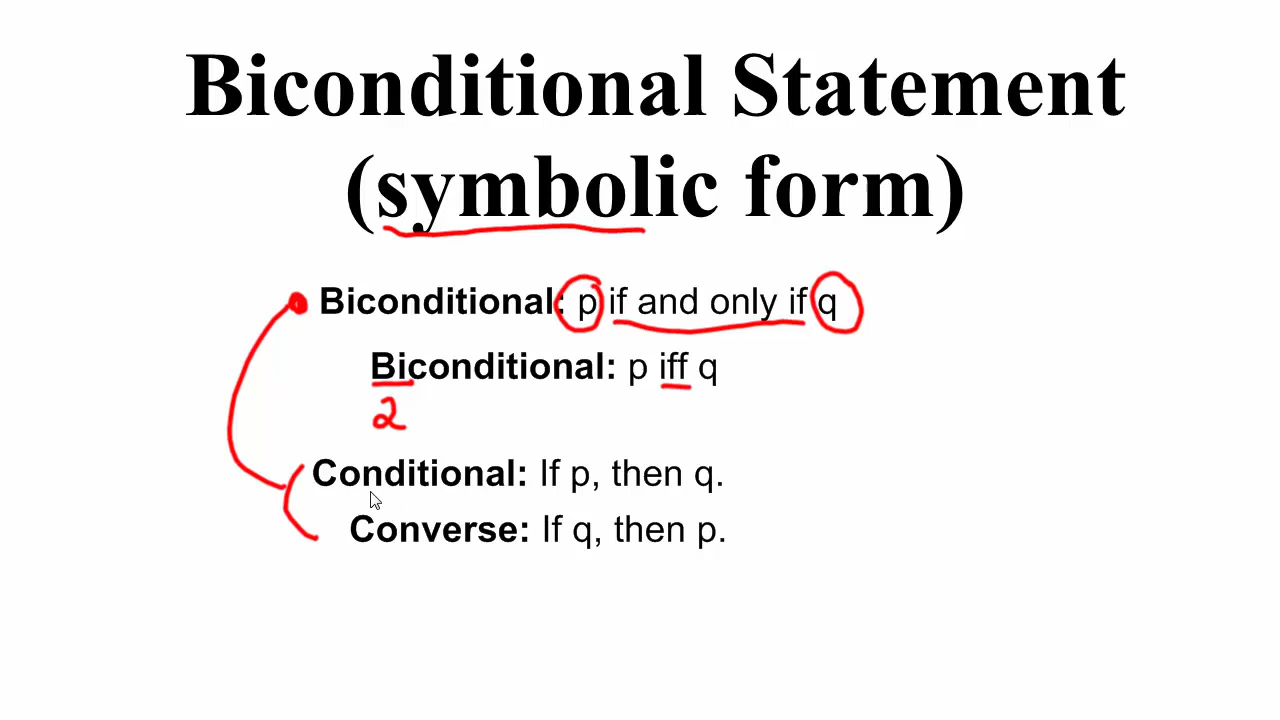 Biconditional Statement
(symbolic form)
Biconditional: p if and only if q
Biconditional: p iff q
2
Conditional: If p, then q.
Converse: If q, then p.